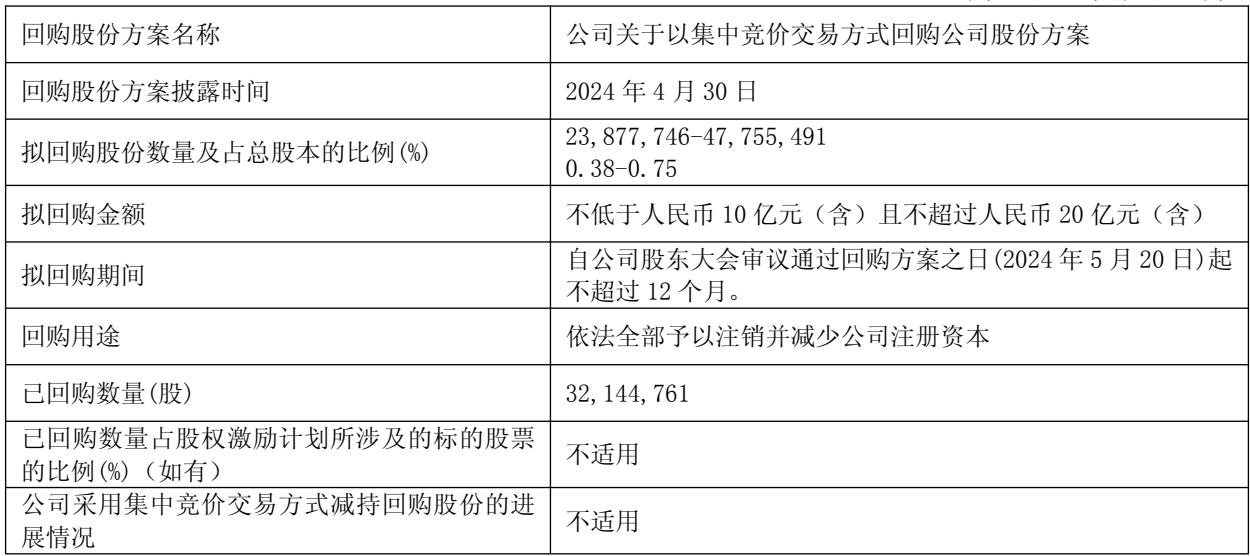 回购股份方案名称
公司关于以集中竞价交易方式回购公司股份方案
回购股份方案披露时间
2024 年 4 月 30 日
拟回购股份数量及占总股本的比例(%)
23,877,746-47,755,491
0.38-0.75
拟回购金额
不低于人民币 10 亿元（含）且不超过人民币 20 亿元（含）
拟回购期间
自公司股东大会审议通过回购方案之日(2024 年 5 月 20 日)起
不超过 12 个月。
回购用途
依法全部予以注销并减少公司注册资本
已回购数量(股)
32,144,761
已回购数量占股权激励计划所涉及的标的股票
的比例(%)（如有）
不适用
公司采用集中竞价交易方式减持回购股份的进
展情况
不适用